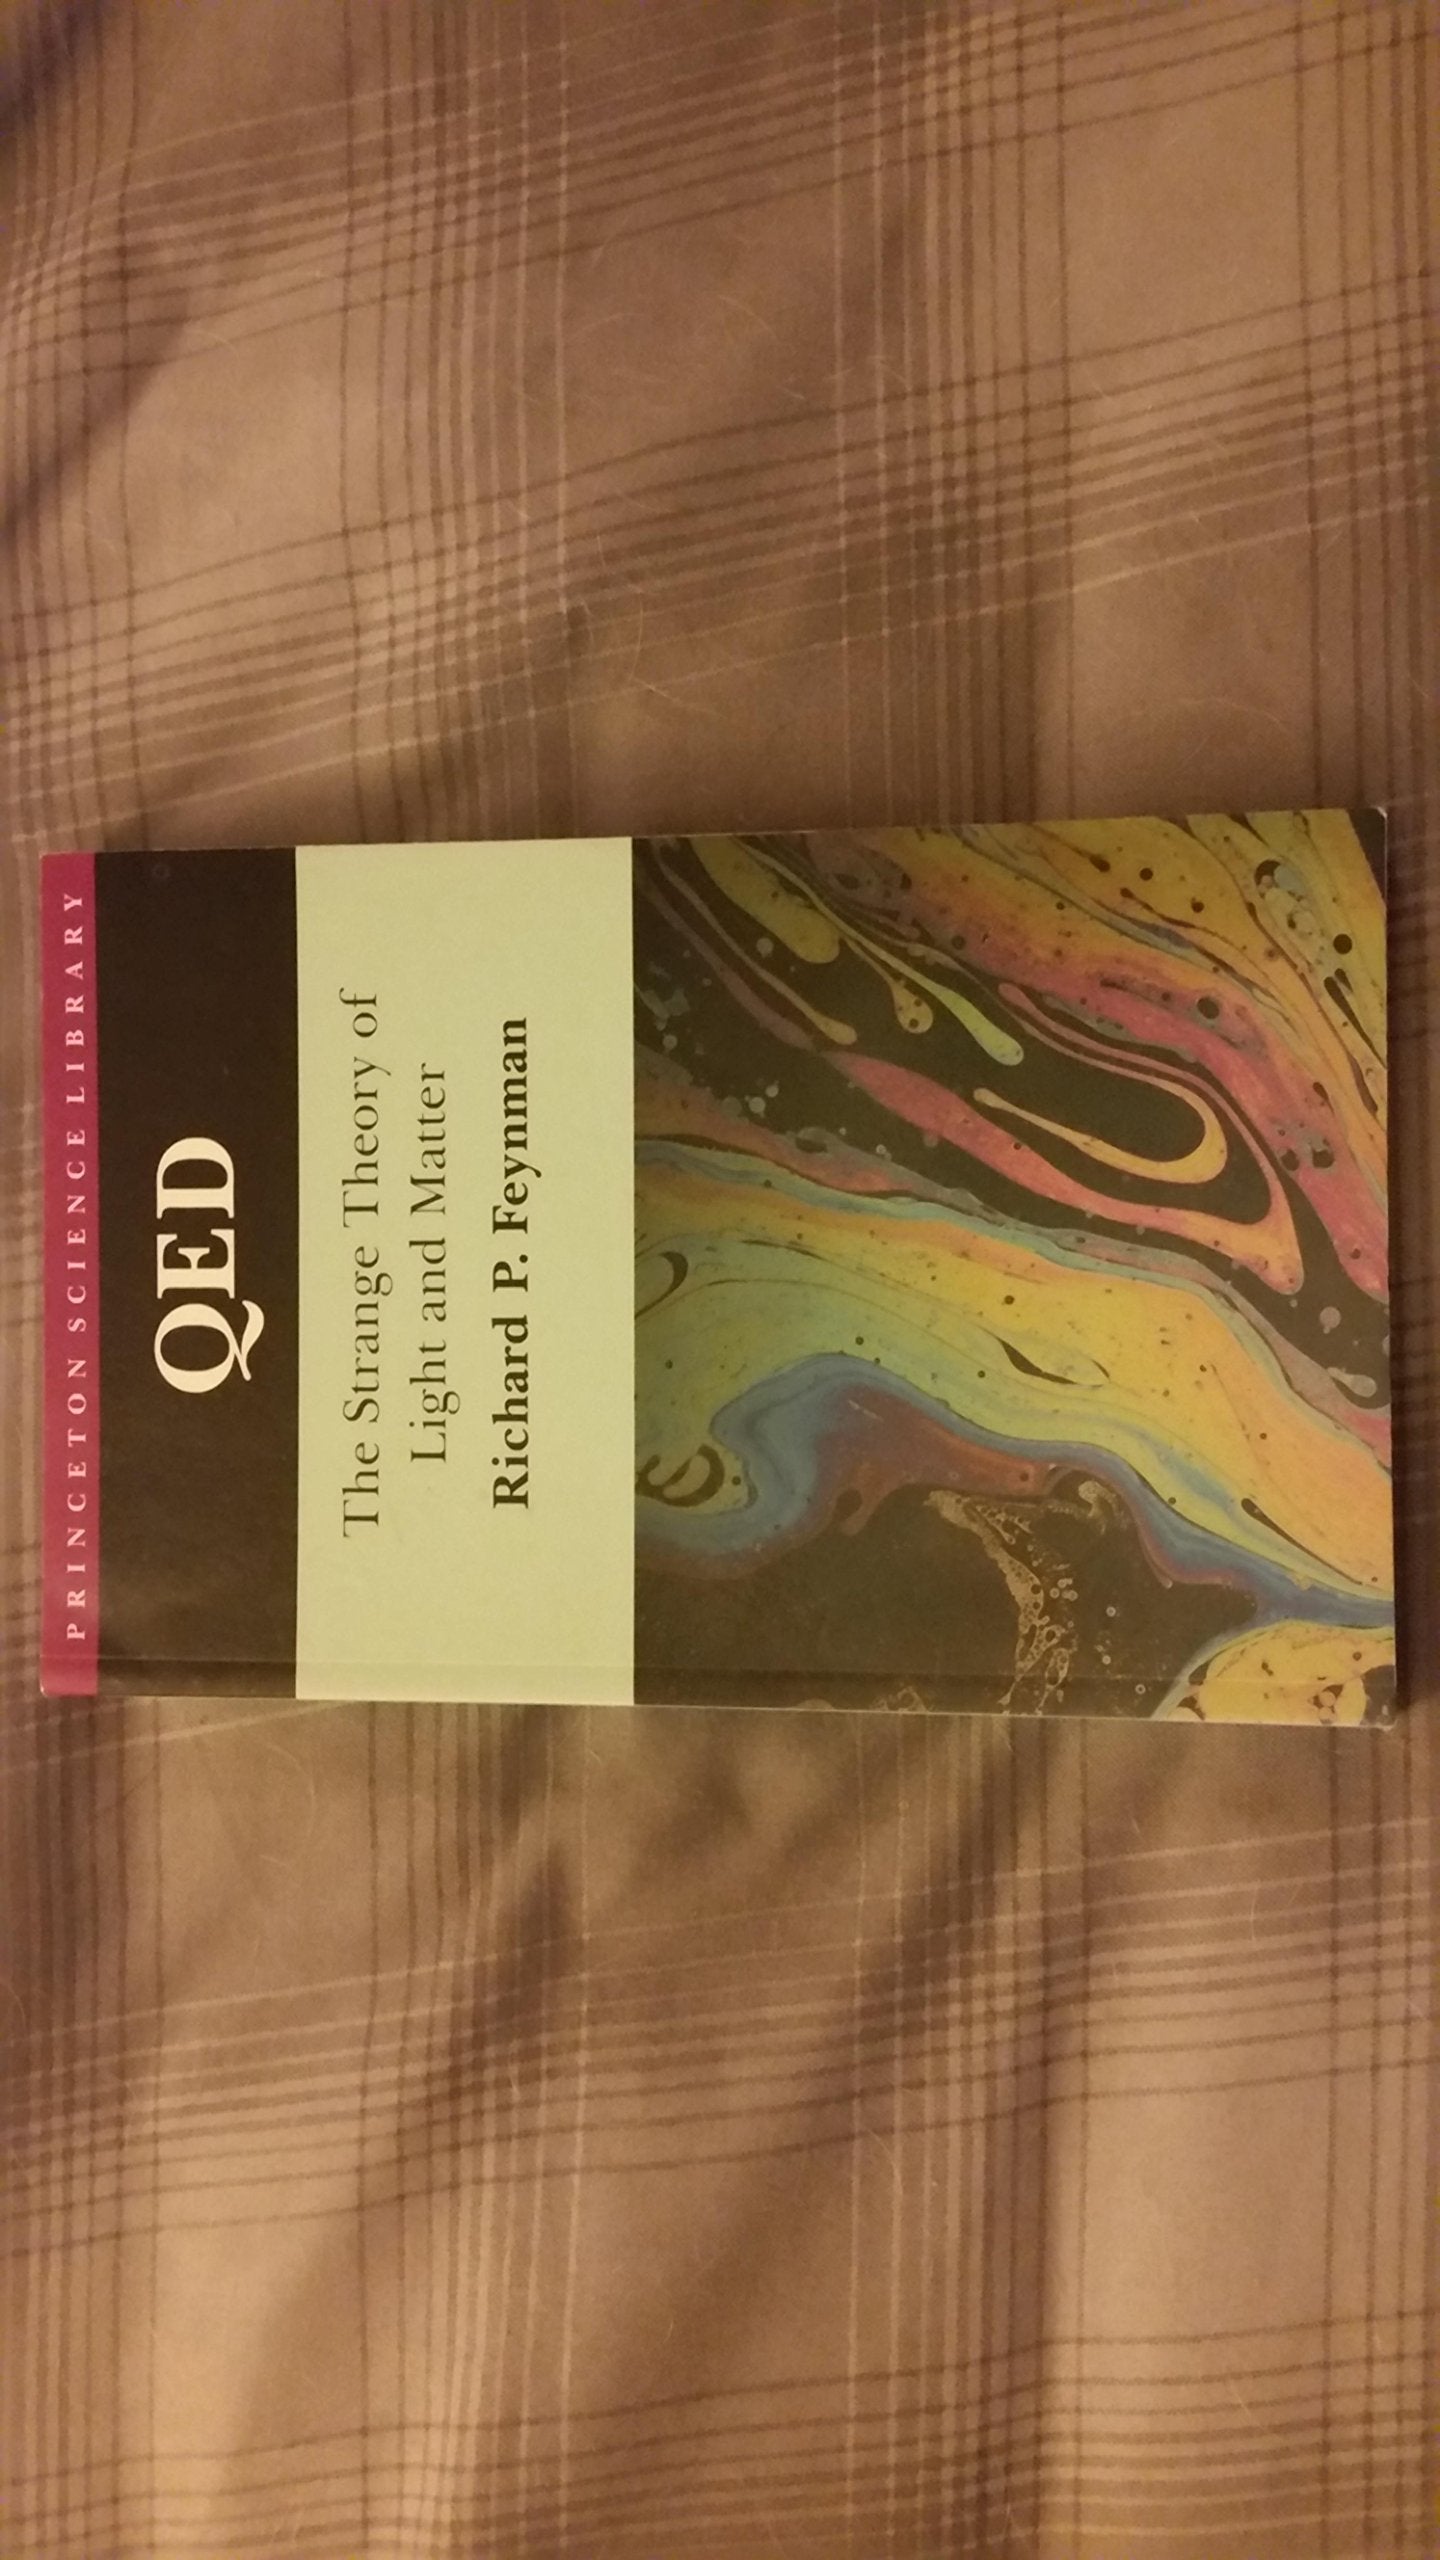 PRINCETON SCIENCE LIBRARY
QED
The Strange Theory of
Light and Matter
Richard P. Feynman